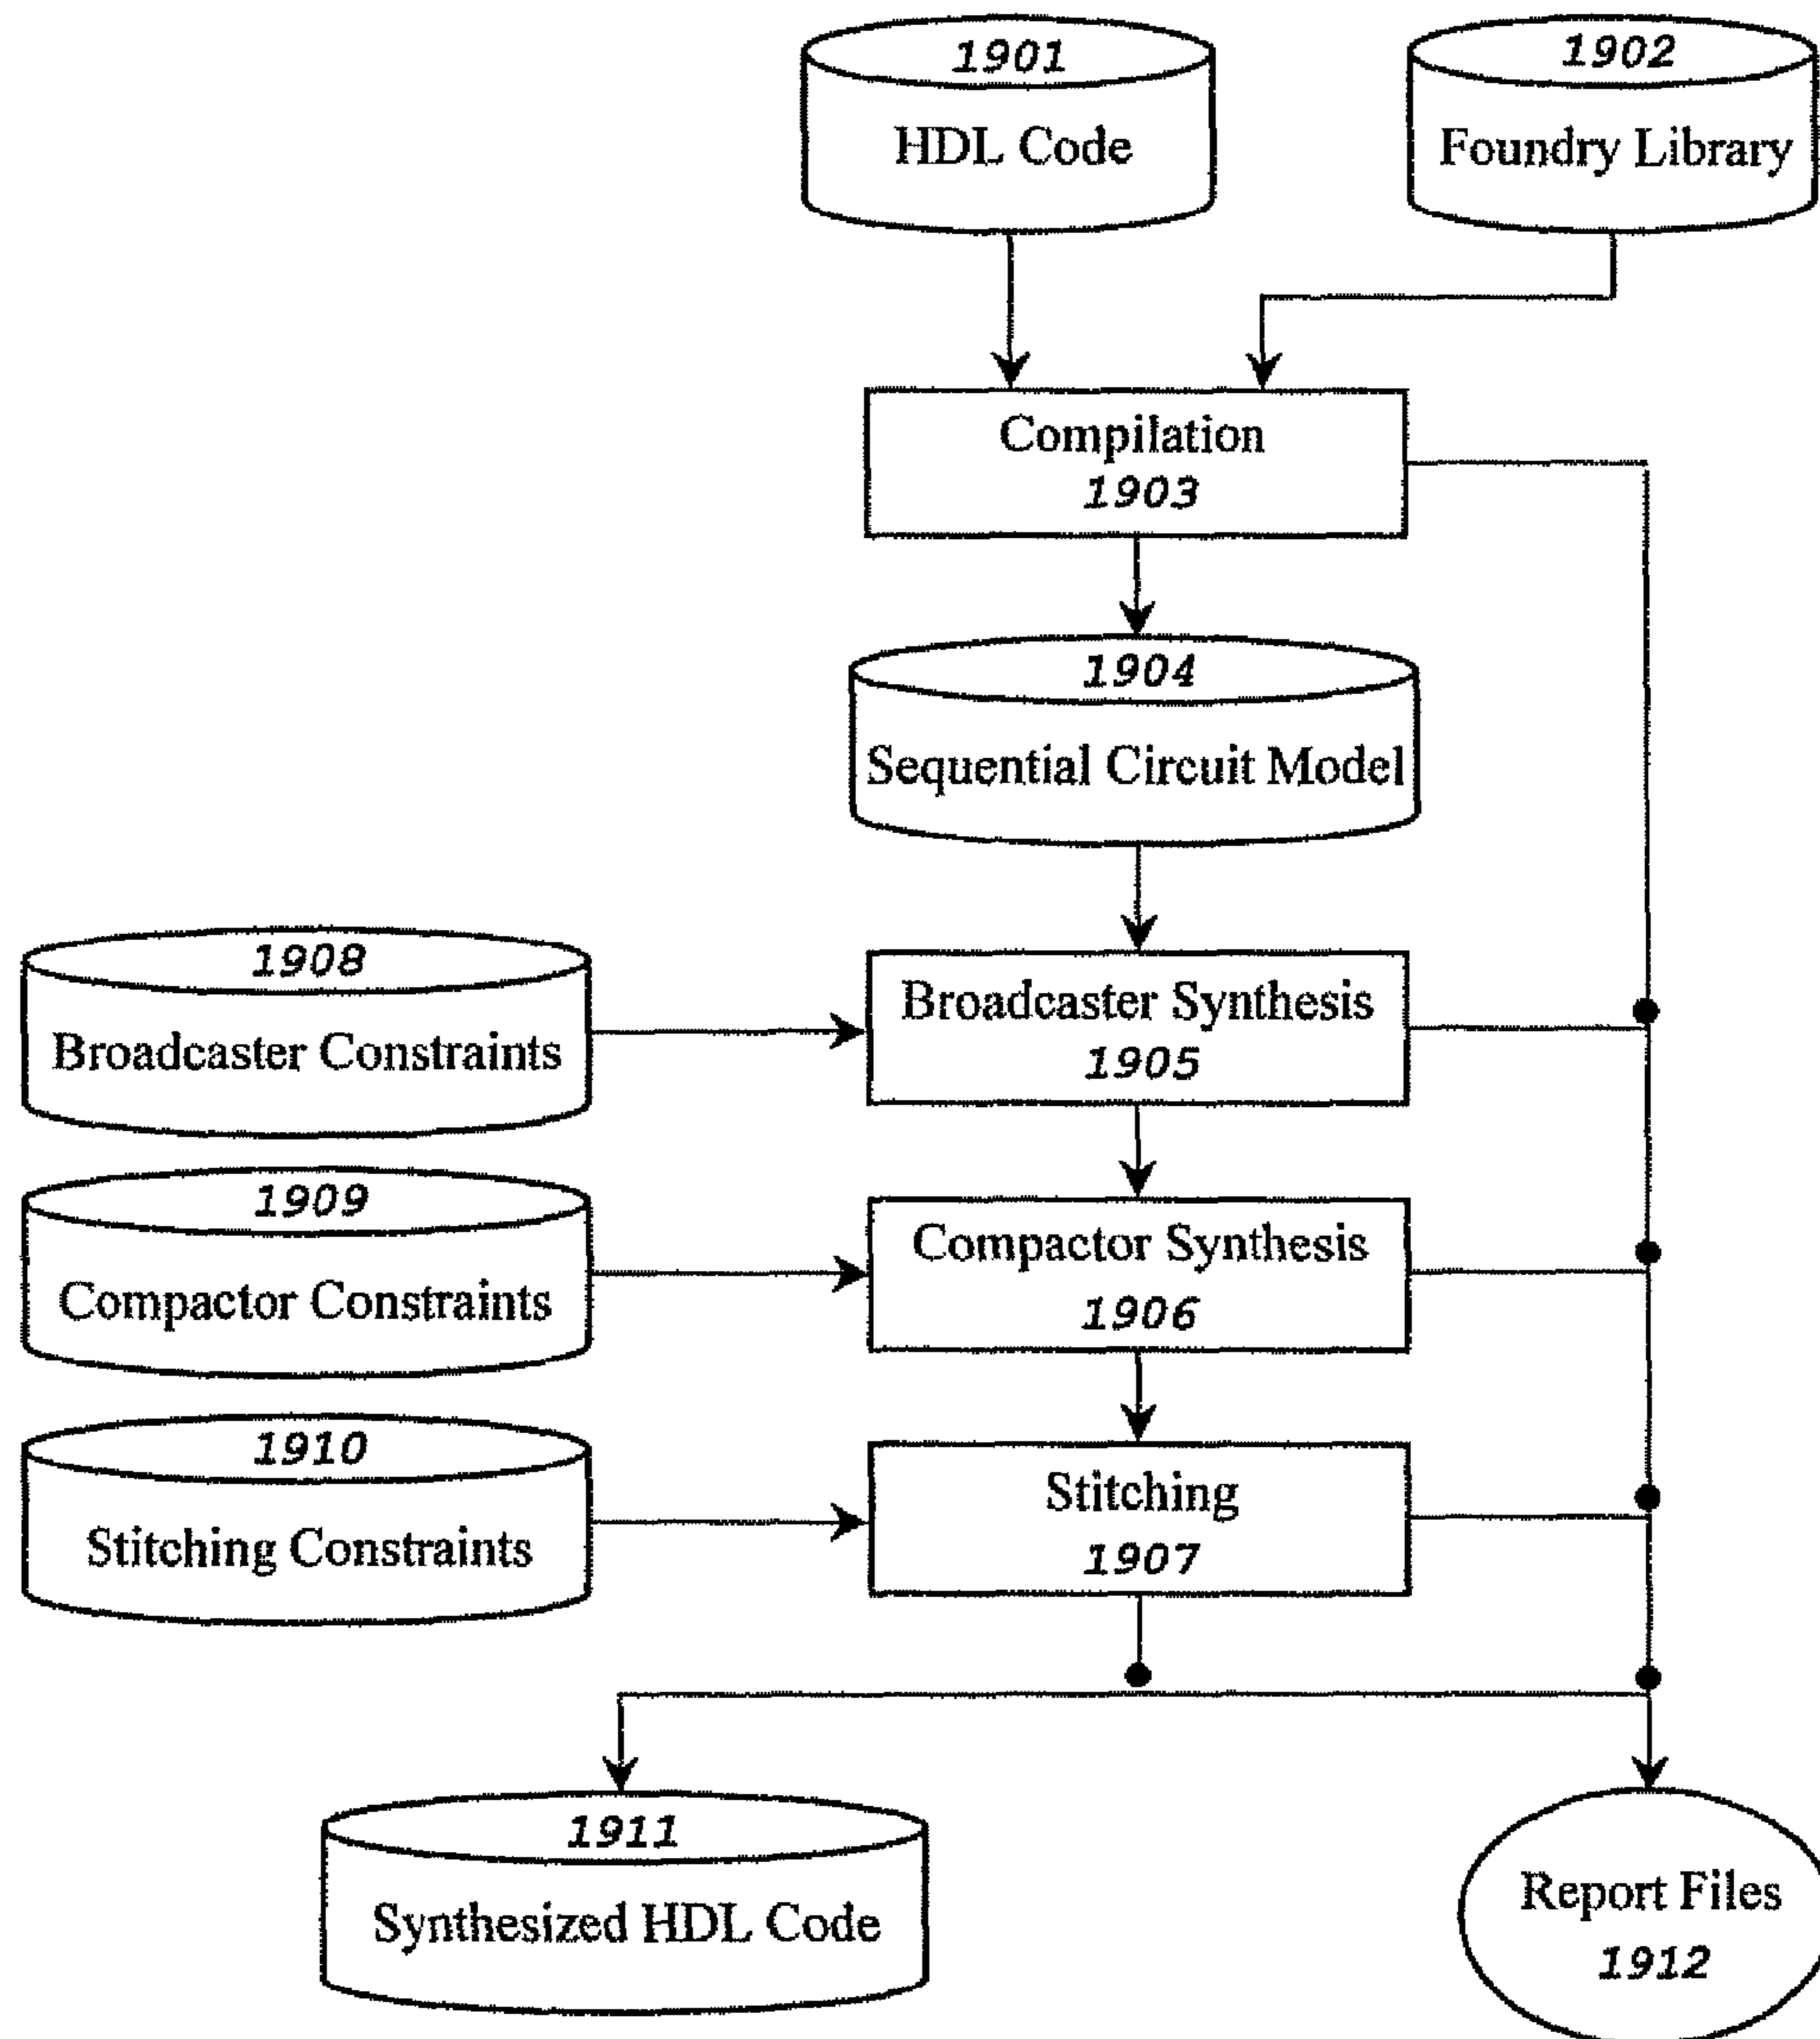 1901
HDL Code
1902
Foundry Library
Compilation
1903
1904
Sequential Circuit Model
1908
Broadcaster Constraints
Broadcaster Synthesis
1905
1909
Compactor Constraints
Compactor Synthesis
1906
1910
Stitching Constraints
Stitching
1907
1911
Synthesized HDL Code
Report Files
1912